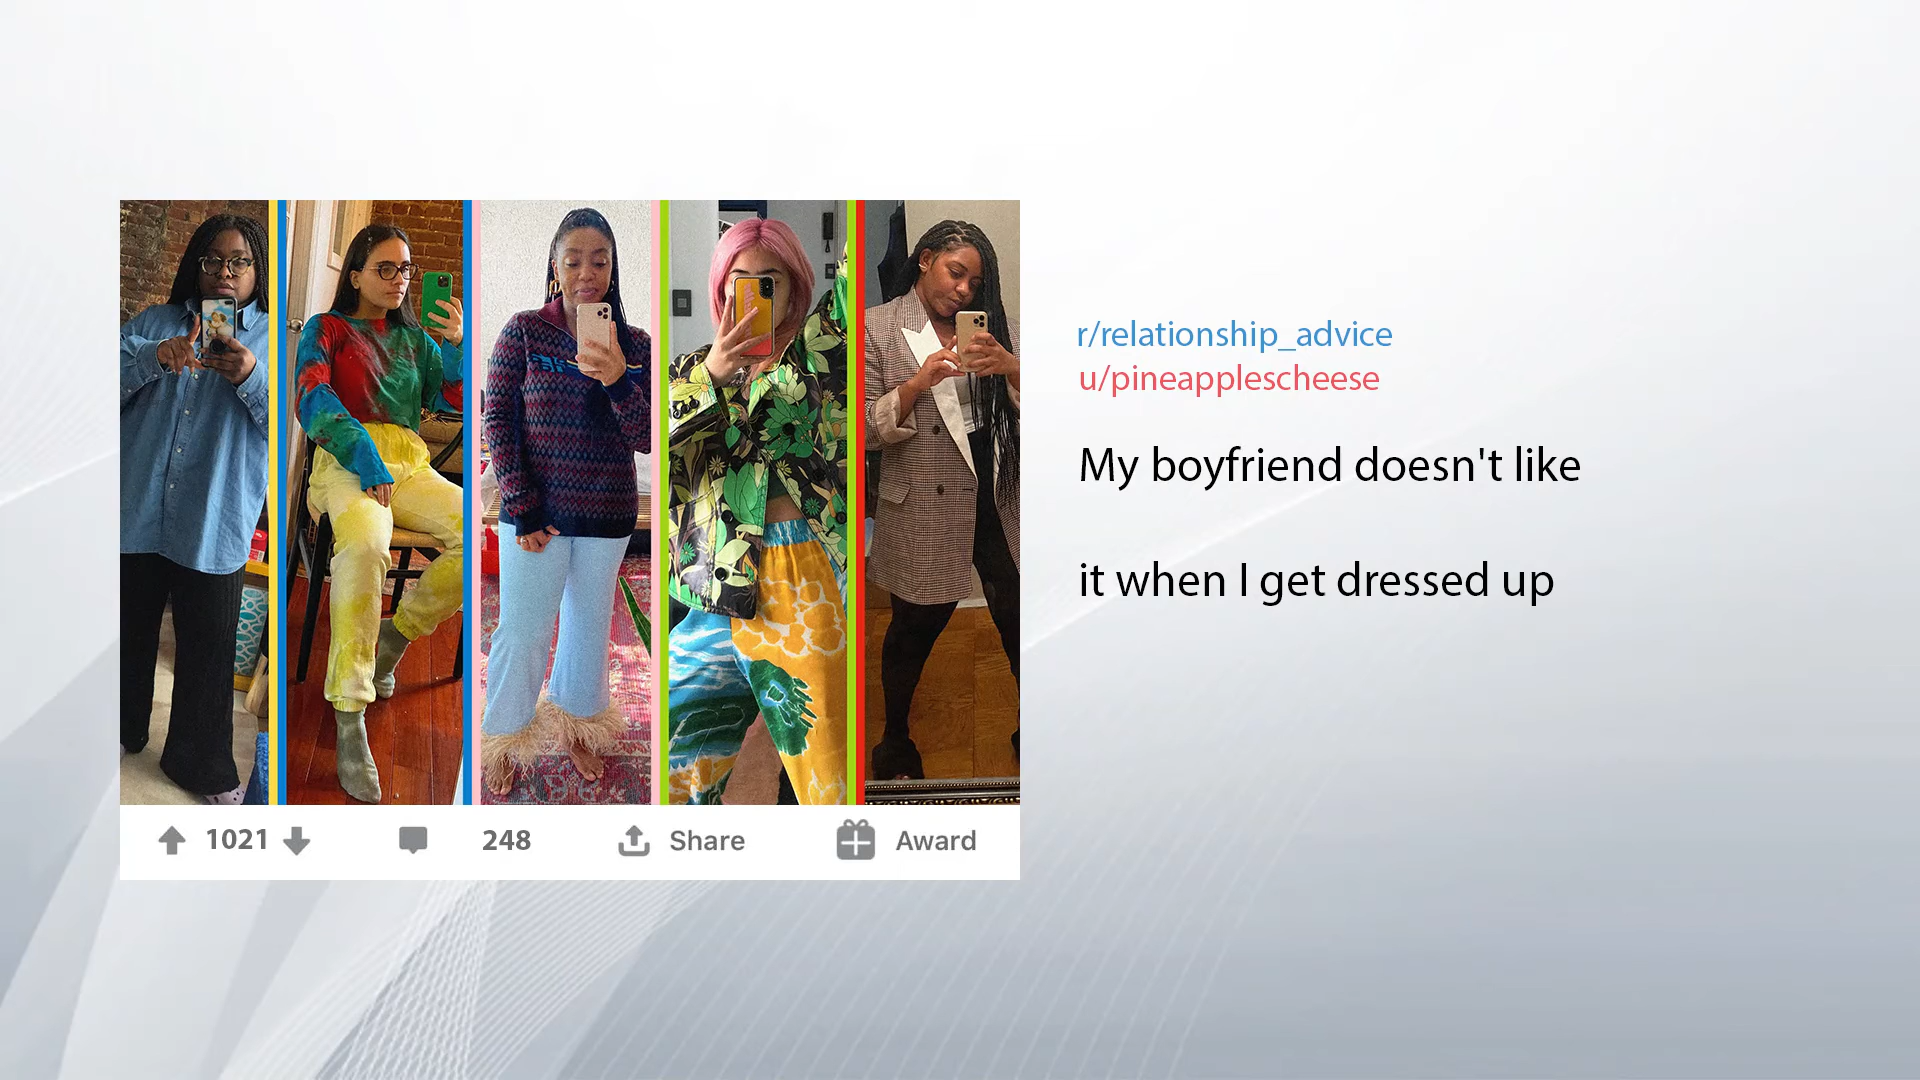 r/relationship_advice
u/pineapplescheese
My boyfriend doesn't like
it when I get dressed up
1021
248
Share
Award